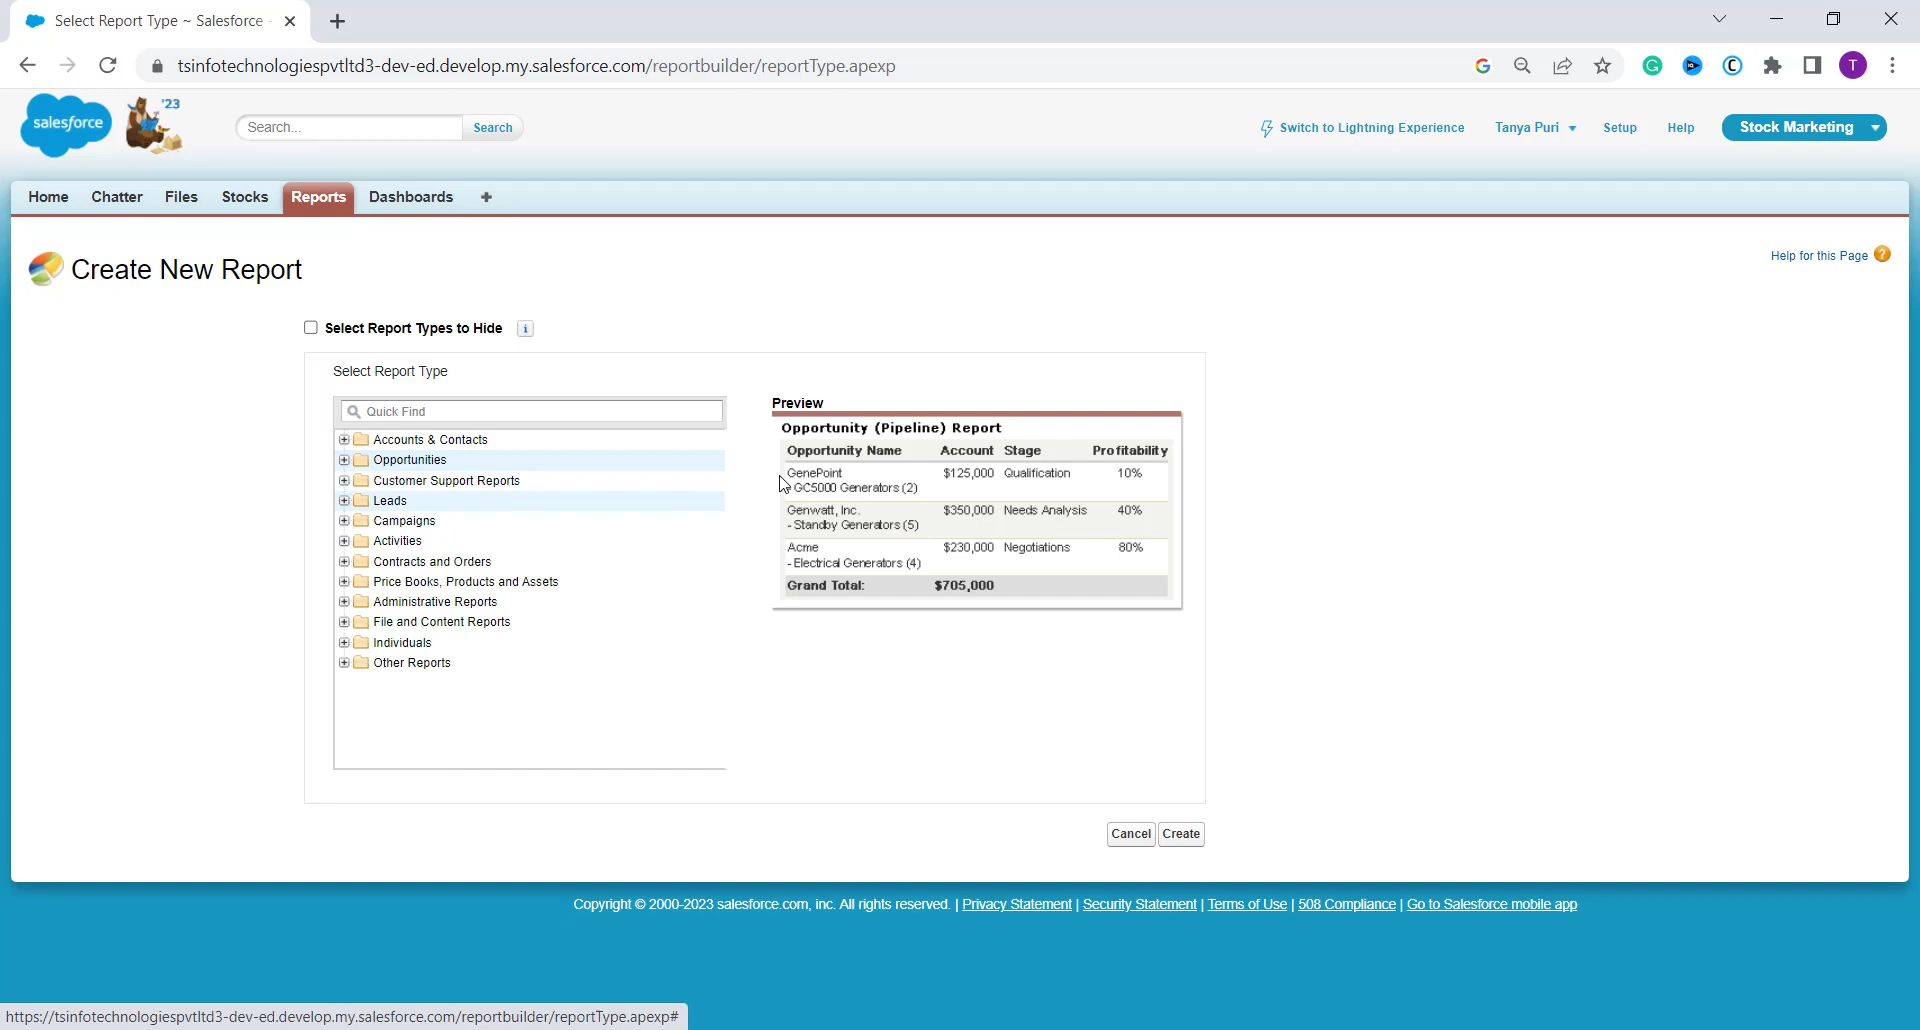 Select Report Type ~ Salesforce -
tsinfotechnologiespvtltd3-dev-ed.develop.my.salesforce.com/reportbuilder/reportType.apexp
T
salesforce
'23
Search...
Search
Switch to Lightning Experience
Tanya Puri
Setup
Help
Stock Marketing
Home
Chatter
Files
Stocks
Reports
Dashboards
Create New Report
Help for this Page
Select Report Types to Hide
Select Report Type
Quick Find
Accounts & Contacts
Opportunities
Customer Support Reports
Leads
Campaigns
Activities
Contracts and Orders
Price Books, Products and Assets
Administrative Reports
File and Content Reports
Individuals
Other Reports
Preview
Opportunity (Pipeline) Report
Opportunity Name Account Stage Profitability
GenePoint $125,000 Qualification 10%
- GC5000 Generators (2)
Genwatt, Inc. $350,000 Needs Analysis 40%
- Standby Generators (5)
Acme $230,000 Negotiations 80%
- Electrical Generators (4)
Grand Total: $705,000
Cancel
Create
Copyright © 2000-2023 salesforce.com, inc. All rights reserved. | Privacy Statement | Security Statement | Terms of Use | 508 Compliance | Go to Salesforce mobile app
https://tsinfotechnologiespvtltd3-dev-ed.develop.my.salesforce.com/reportbuilder/reportType.apexp#